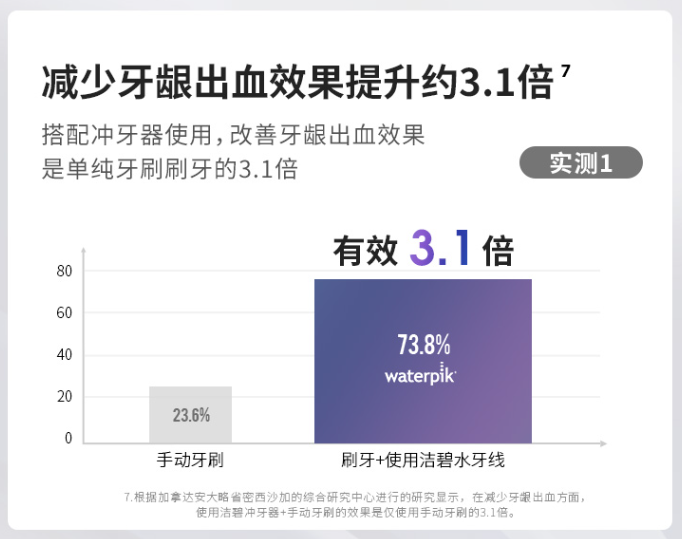 减少牙龈出血效果提升约3.1倍7
搭配冲牙器使用，改善牙龈出血效果
是单纯牙刷刷牙的3.1倍
实测1
有效 3.1 倍
80
60
40
20
0
73.8%
waterpik
23.6%
手动牙刷
刷牙+使用洁碧水牙线
7.根据加拿达安大略省密西沙加的综合研究中心进行的研究显示，在减少牙龈出血方面，
使用洁碧冲牙器+手动牙刷的效果是仅使用手动牙刷的3.1倍。